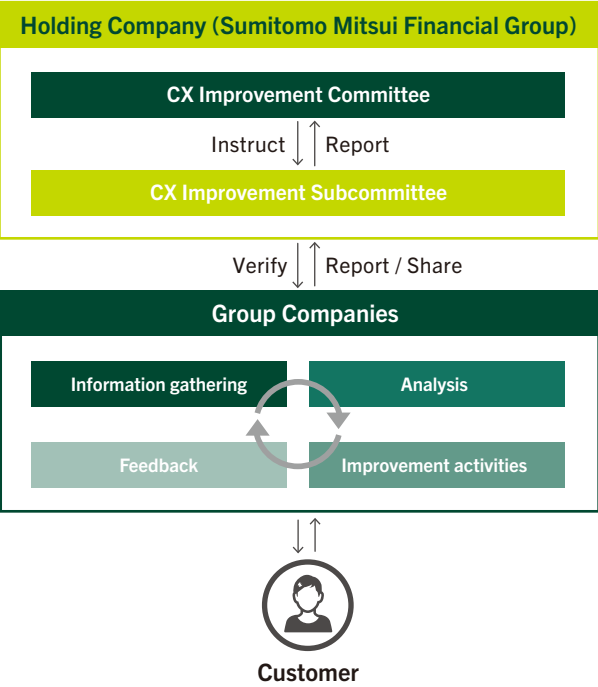 Holding Company (Sumitomo Mitsui Financial Group)
CX Improvement Committee
Instruct Report
CX Improvement Subcommittee
Verify Report / Share
Group Companies
Information gathering Analysis
Feedback Improvement activities
Customer